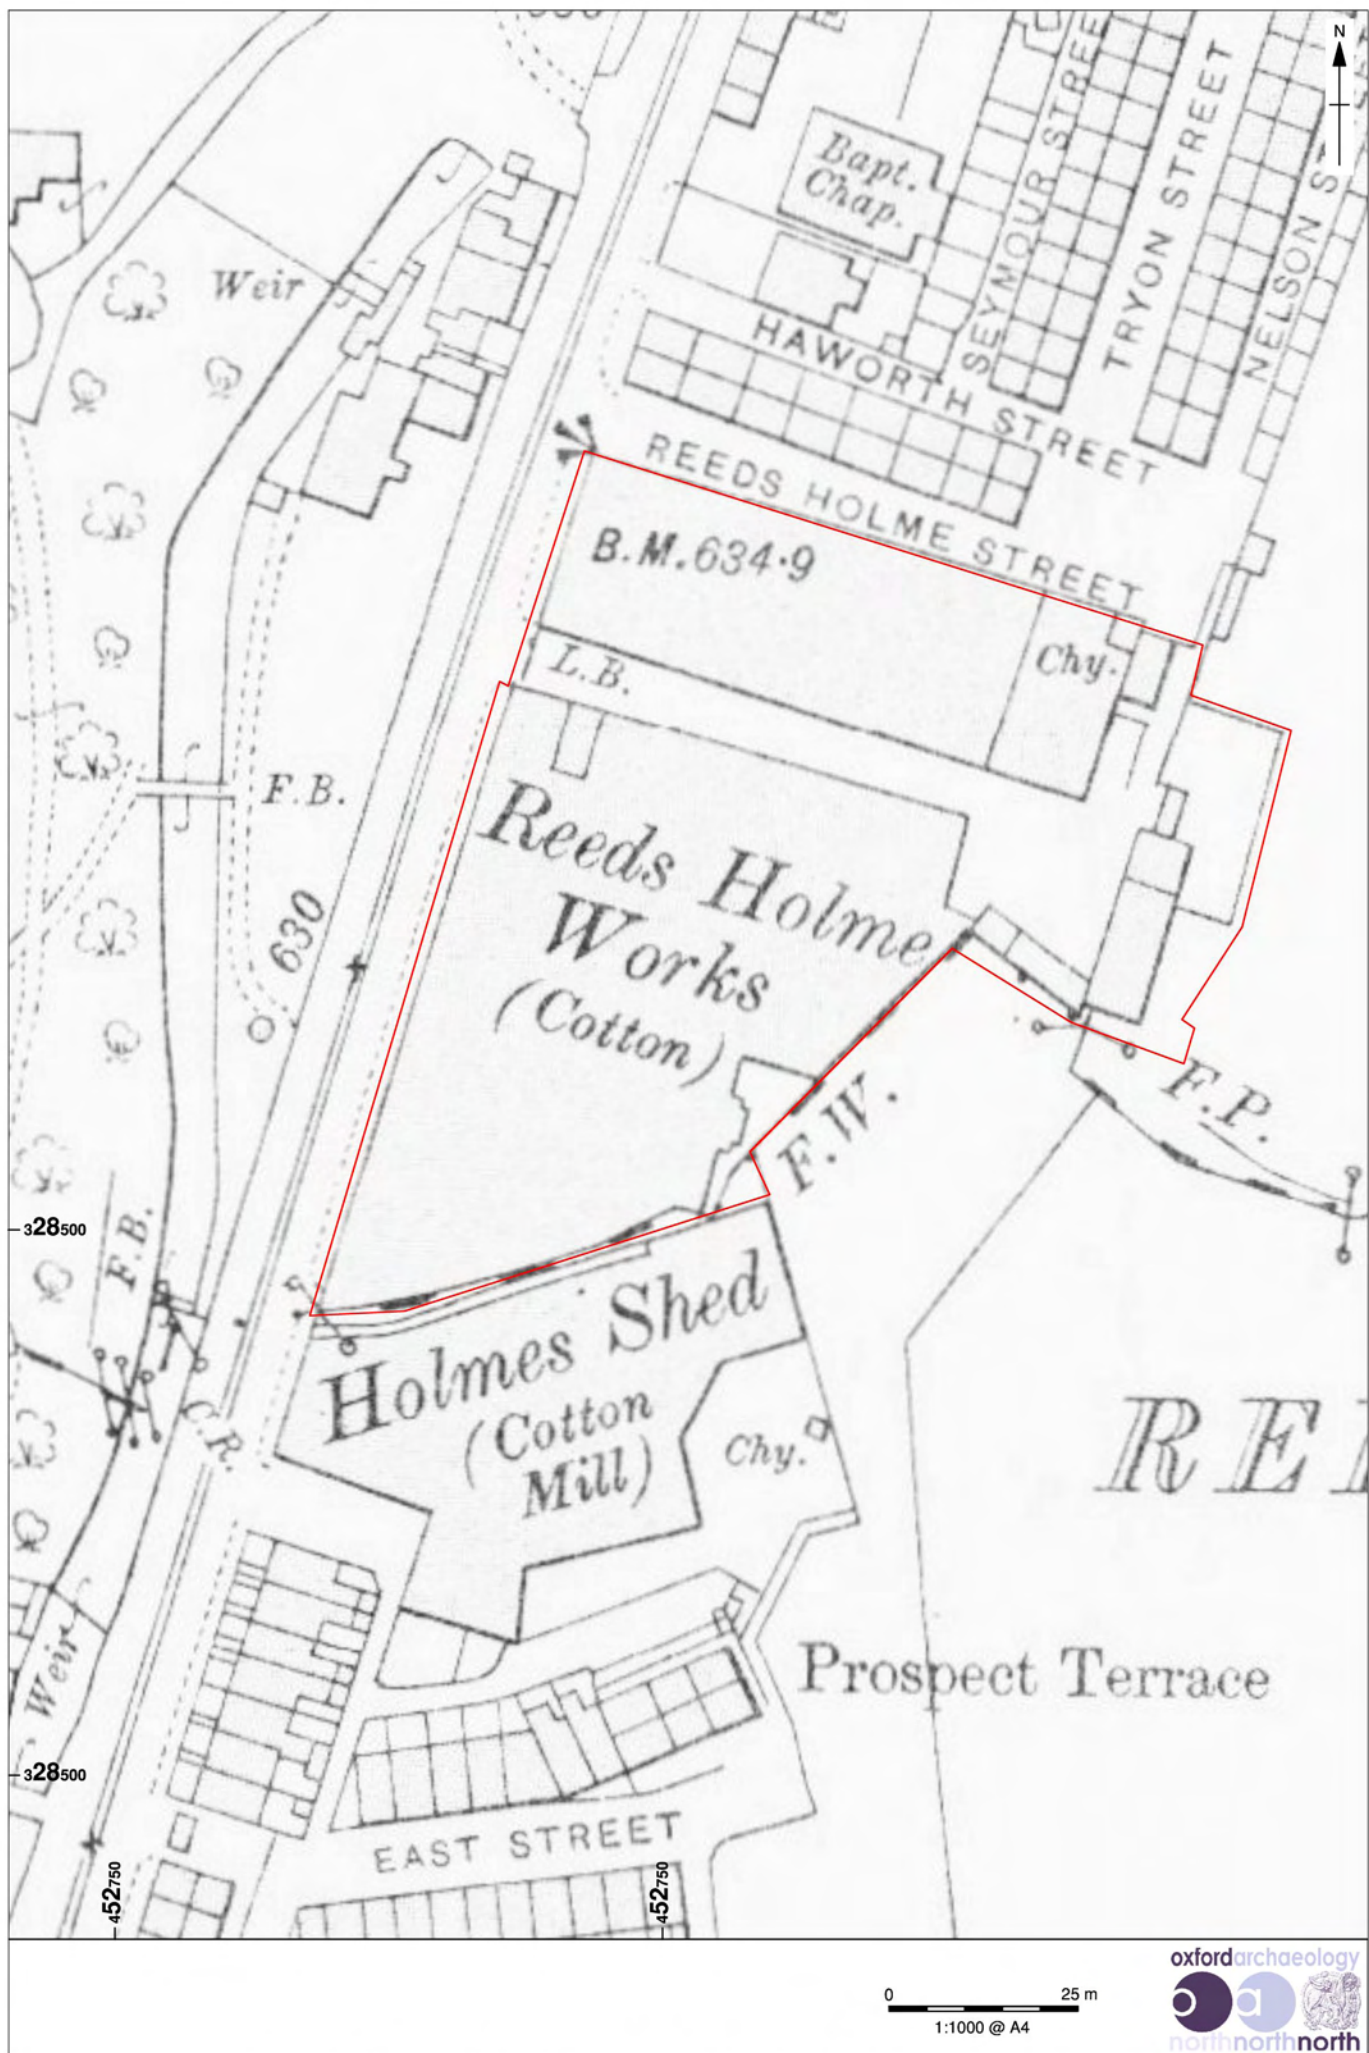 N
Bapt.
Chap.
SEYMOUR STREE
TRYON STREET
NELSON S
Weir
HAWORTH STREET
REEDS HOLME STREET
B.M.634·9
Chy.
L.B.
F.B.
Reeds Holme
Works
(Cotton)
630
F.W.
F.P.
328500
F.B.
Holmes Shed
(Cotton
Mill)
Chy.
C.R.
RE
Weir
Prospect Terrace
328500
EAST STREET
452750
452750
0 25 m
1:1000 @ A4
oxfordarchaeology
oa
northnorthnorth